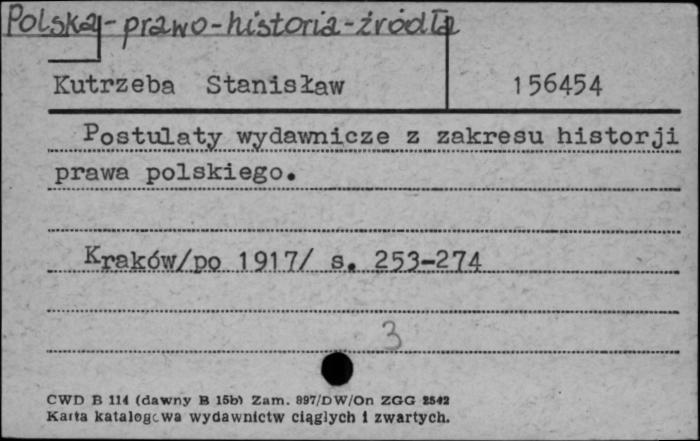 Polska - prawo - historia - źródła
Kutrzeba Stanisław 156454
Postulaty wydawnicze z zakresu historji
prawa polskiego.
Kraków/po 1917/ s. 253-274
3
CWD B 114 (dawny B 15b) Zam. 897/DW/On ZGG 2542
Karta katalogowa wydawnictw ciąglych i zwartych.